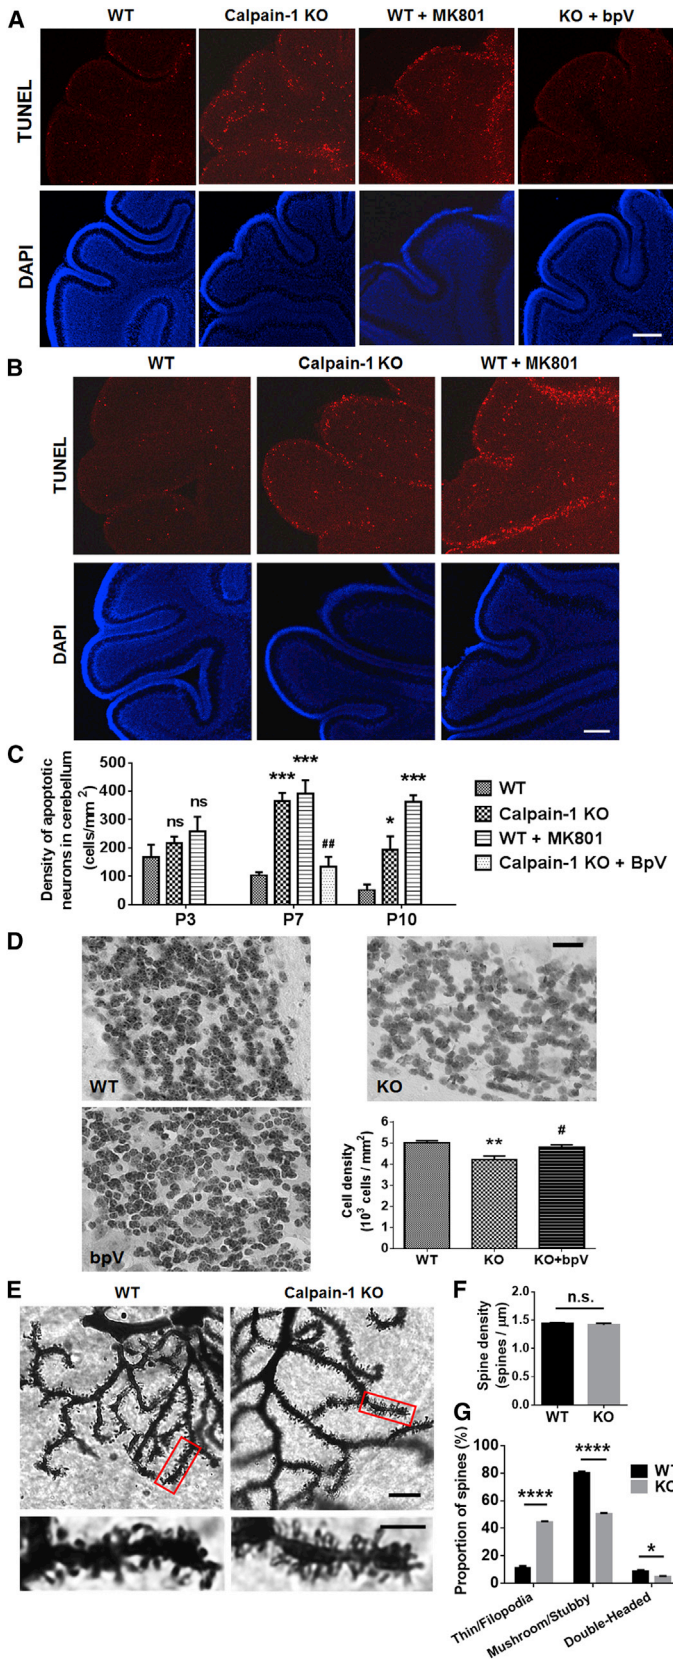 A
WT
Calpain-1 KO
WT + MK801
KO + bpV
TUNEL
DAPI
B
WT
Calpain-1 KO
WT + MK801
TUNEL
DAPI
C
Density of apoptotic
neurons in cerebellum
(cells/mm²)
500
400
300
200
100
0
ns
ns
***
***
##
*
***
P3
P7
P10
WT
Calpain-1 KO
WT + MK801
Calpain-1 KO + BpV
D
WT
KO
bpV
Cell density
(10³ cells / mm²)
6
5
4
3
2
1
0
**
#
WT
KO
KO+bpV
E
WT
Calpain-1 KO
F
Spine density
(spines / μm)
2.0
1.5
1.0
0.5
0.0
n.s.
WT
KO
G
Proportion of spines (%)
100
80
60
40
20
0
****
****
*
WT
KO
Thin/Filopodia
Mushroom/Stubby
Double-Headed